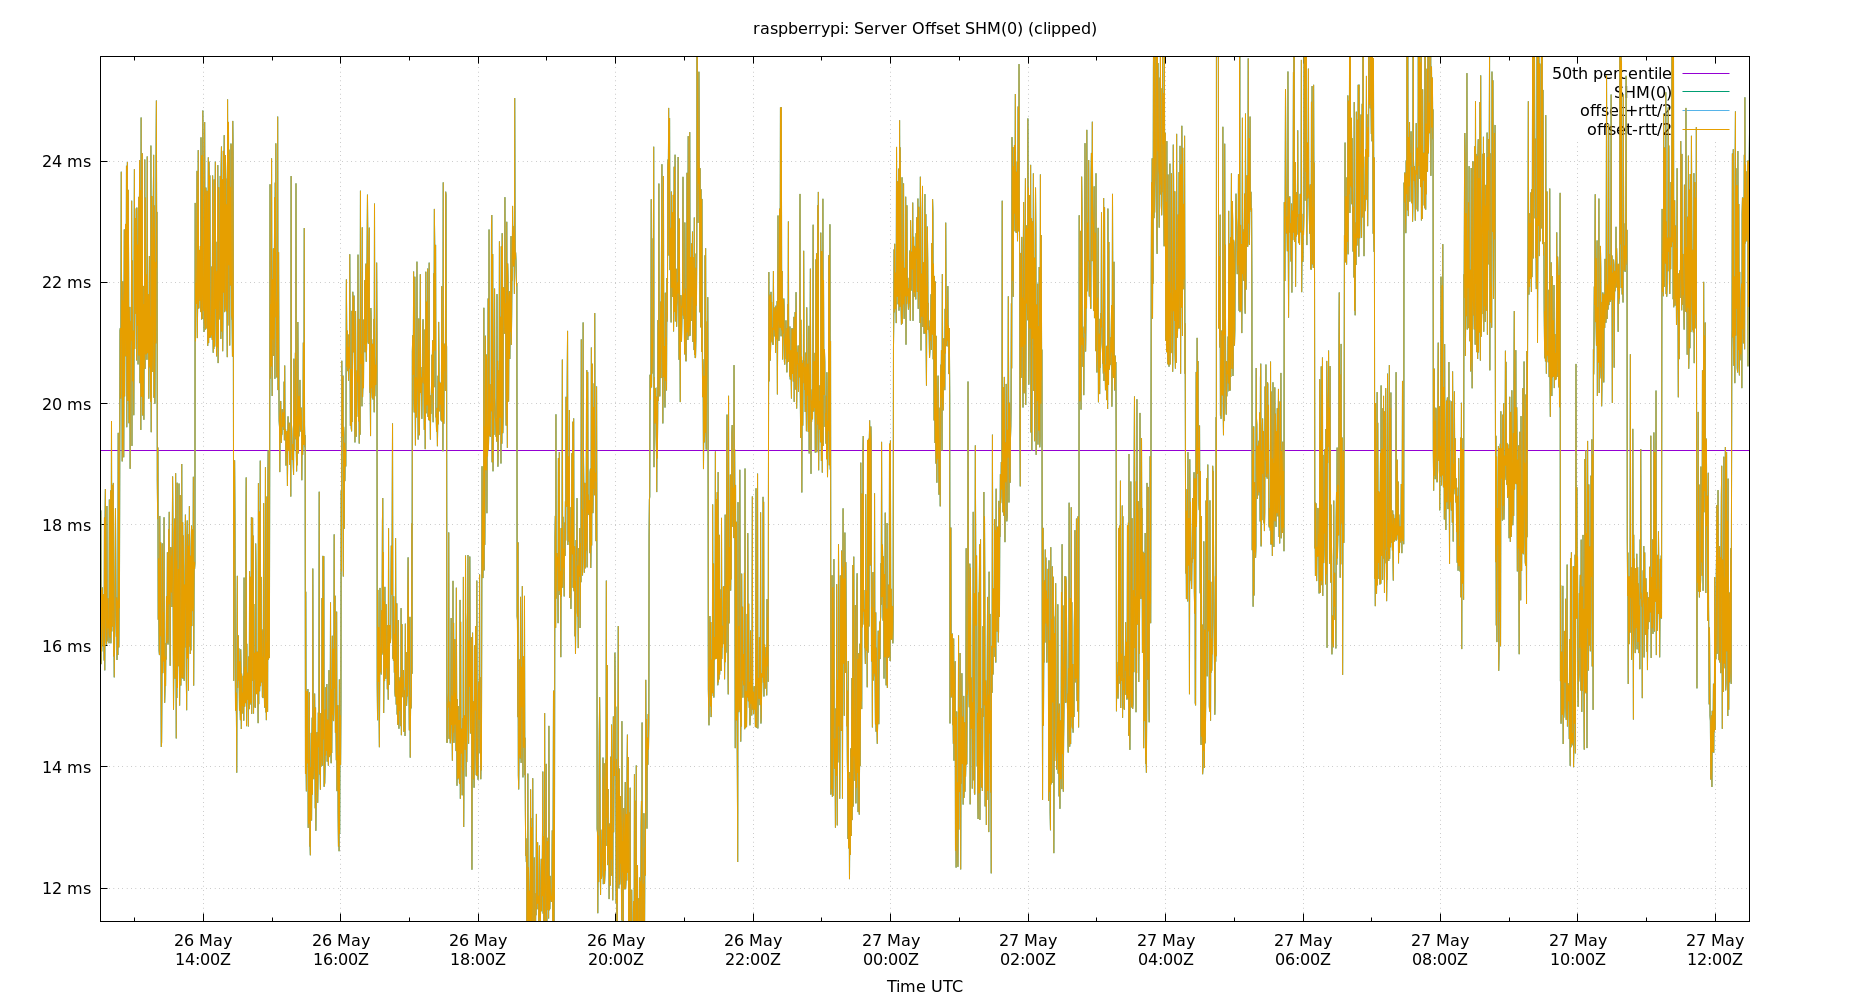 raspberrypi: Server Offset SHM(0) (clipped)
50th percentile
SHM(0)
offset+rtt/2
offset-rtt/2
24 ms
22 ms
20 ms
18 ms
16 ms
14 ms
12 ms
26 May 26 May 26 May 26 May 26 May 27 May 27 May 27 May 27 May 27 May 27 May 27 May
14:00Z 16:00Z 18:00Z 20:00Z 22:00Z 00:00Z 02:00Z 04:00Z 06:00Z 08:00Z 10:00Z 12:00Z
Time UTC